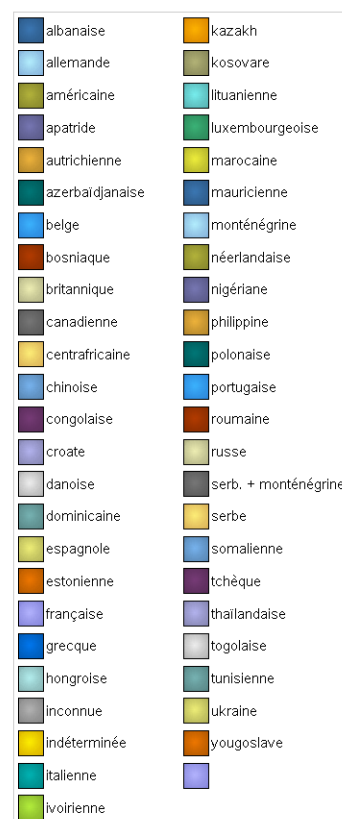 albanaise
allemande
américaine
apatride
autrichienne
azerbaïdjanaise
belge
bosniaque
britannique
canadienne
centrafricaine
chinoise
congolaise
croate
danoise
dominicaine
espagnole
estonienne
française
grecque
hongroise
inconnue
indéterminée
italienne
ivoirienne
kazakh
kosovare
lituanienne
luxembourgeoise
marocaine
mauricienne
monténégrine
néerlandaise
nigériane
philippine
polonaise
portugaise
roumaine
russe
serb. + monténégrine
serbe
somalienne
tchèque
thaïlandaise
togolaise
tunisienne
ukraine
yougoslave